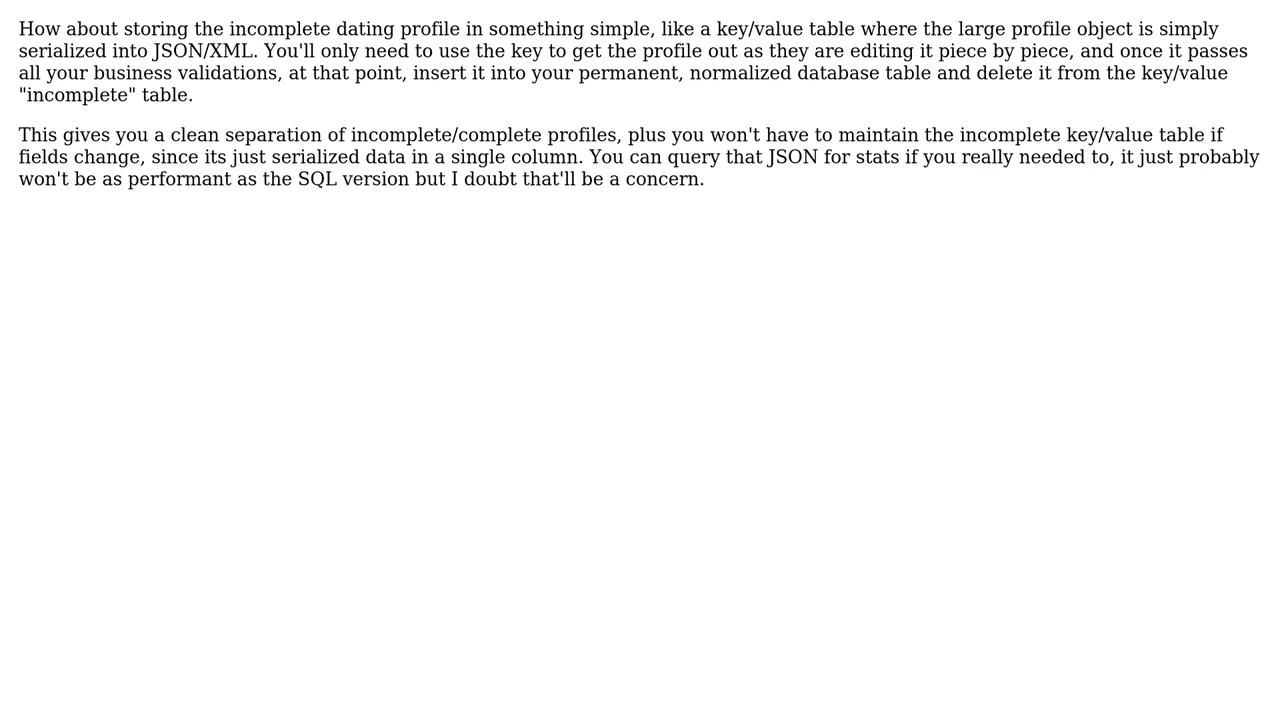 How about storing the incomplete dating profile in something simple, like a key/value table where the large profile object is simply
serialized into JSON/XML. You'll only need to use the key to get the profile out as they are editing it piece by piece, and once it passes
all your business validations, at that point, insert it into your permanent, normalized database table and delete it from the key/value
"incomplete" table.
This gives you a clean separation of incomplete/complete profiles, plus you won't have to maintain the incomplete key/value table if
fields change, since its just serialized data in a single column. You can query that JSON for stats if you really needed to, it just probably
won't be as performant as the SQL version but I doubt that'll be a concern.